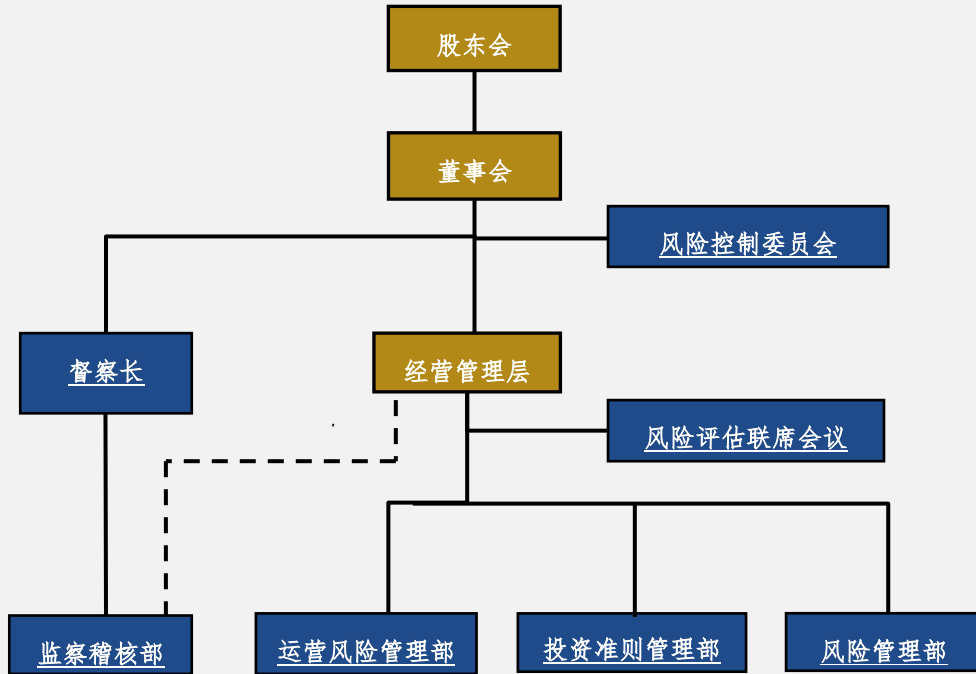 股东会
董事会
风险控制委员会
督察长
经营管理层
风险评估联席会议
监察稽核部
运营风险管理部
投资准则管理部
风险管理部